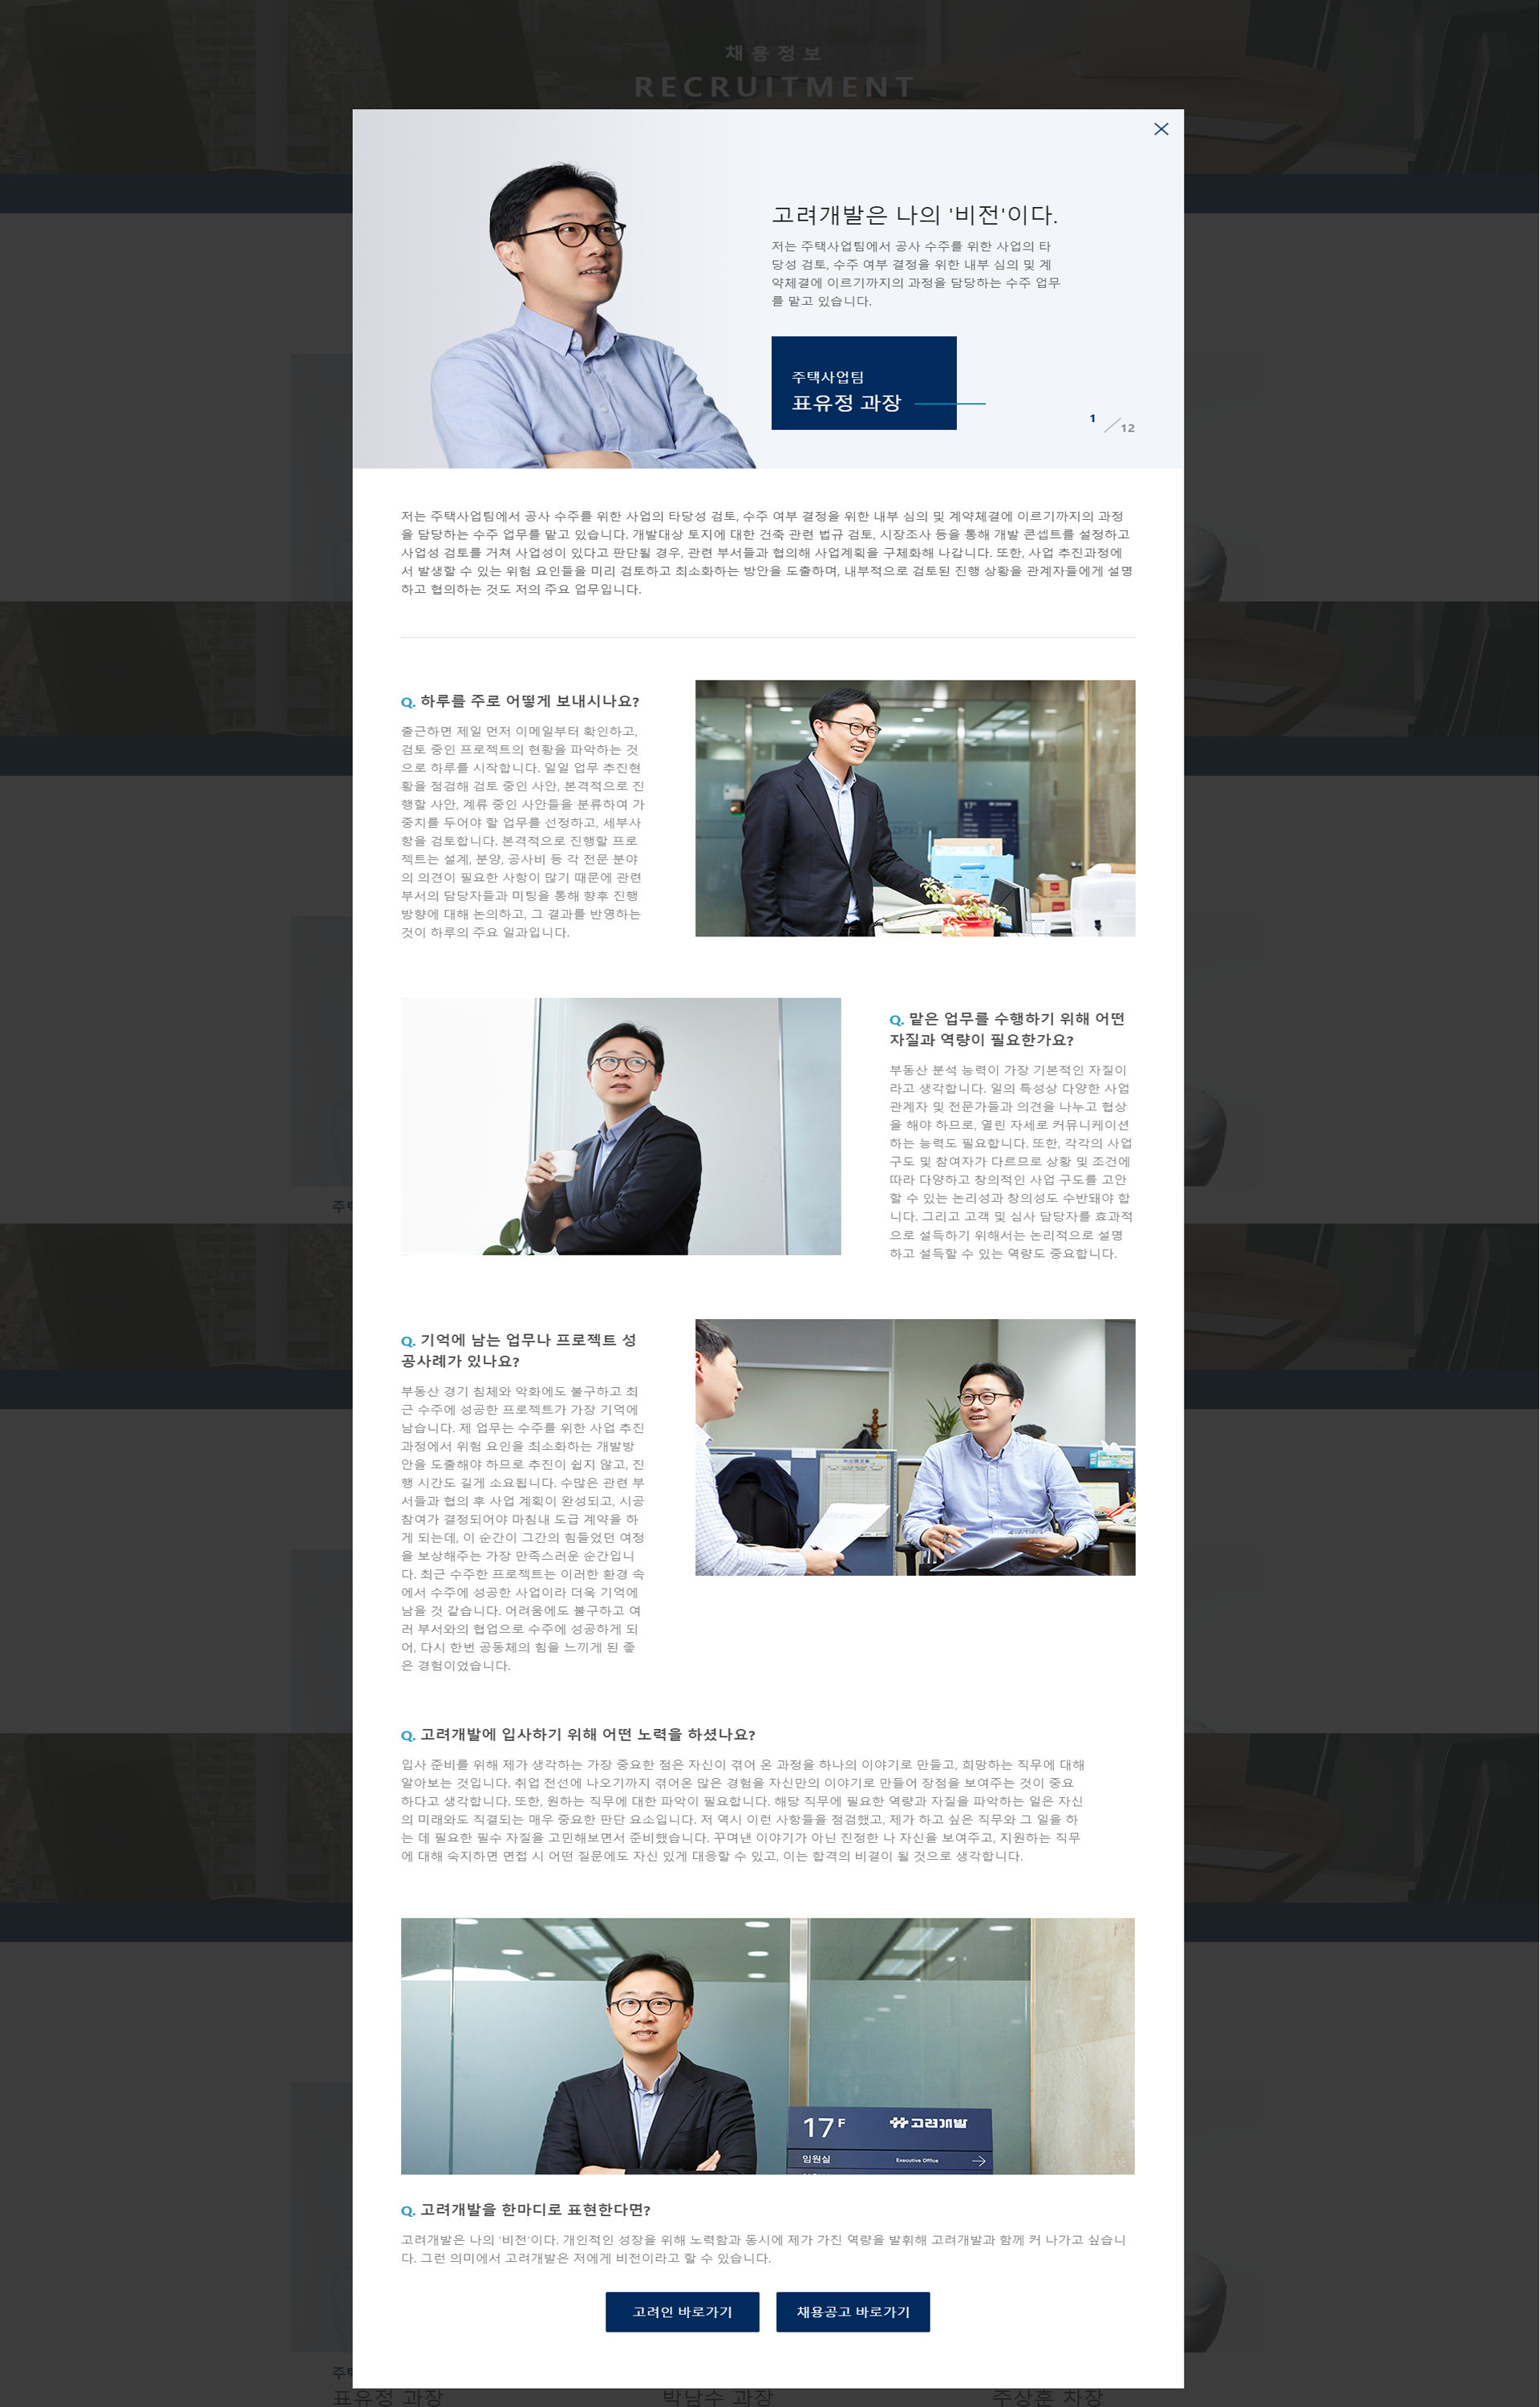 채용정보
RECRUITMENT
고려개발은 나의 '비전'이다.
저는 주택사업팀에서 공사 수주를 위한 사업의 타
당성 검토, 수주 여부 결정을 위한 내부 심의 및 계
약체결에 이르기까지의 과정을 담당하는 수주 업무
를 맡고 있습니다.
주택사업팀
표유정 과장
1
12
저는 주택사업팀에서 공사 수주를 위한 사업의 타당성 검토, 수주 여부 결정을 위한 내부 심의 및 계약체결에 이르기까지의 과정
을 담당하는 수주 업무를 맡고 있습니다. 개발대상 토지에 대한 건축 관련 법규 검토, 시장조사 등을 통해 개발 콘셉트를 설정하고
사업성 검토를 거쳐 사업성이 있다고 판단될 경우, 관련 부서들과 협의해 사업계획을 구체화해 나갑니다. 또한, 사업 추진과정에
서 발생할 수 있는 위험 요인들을 미리 검토하고 최소화하는 방안을 도출하며, 내부적으로 검토된 진행 상황을 관계자들에게 설명
하고 협의하는 것도 저의 주요 업무입니다.
Q. 하루를 주로 어떻게 보내시나요?
출근하면 제일 먼저 이메일부터 확인하고,
검토 중인 프로젝트의 현황을 파악하는 것
으로 하루를 시작합니다. 일일 업무 추진현
황을 점검해 검토 중인 사안, 본격적으로 진
행할 사안, 계류 중인 사안들을 분류하여 가
중치를 두어야 할 업무를 선정하고, 세부사
항을 검토합니다. 본격적으로 진행할 프로
젝트는 설계, 분양, 공사비 등 각 전문 분야
의 의견이 필요한 사항이 많기 때문에 관련
부서의 담당자들과 미팅을 통해 향후 진행
방향에 대해 논의하고, 그 결과를 반영하는
것이 하루의 주요 일과입니다.
17F
Q. 맡은 업무를 수행하기 위해 어떤
자질과 역량이 필요한가요?
부동산 분석 능력이 가장 기본적인 자질이
라고 생각합니다. 일의 특성상 다양한 사업
관계자 및 전문가들과 의견을 나누고 협상
을 해야 하므로, 열린 자세로 커뮤니케이션
하는 능력도 필요합니다. 또한, 각각의 사업
구도 및 참여자가 다르므로 상황 및 조건에
따라 다양하고 창의적인 사업 구도를 고안
할 수 있는 논리성과 창의성도 수반돼야 합
니다. 그리고 고객 및 심사 담당자를 효과적
으로 설득하기 위해서는 논리적으로 설명
하고 설득할 수 있는 역량도 중요합니다.
Q. 기억에 남는 업무나 프로젝트 성
공사례가 있나요?
부동산 경기 침체와 악화에도 불구하고 최
근 수주에 성공한 프로젝트가 가장 기억에
남습니다. 제 업무는 수주를 위한 사업 추진
과정에서 위험 요인을 최소화하는 개발방
안을 도출해야 하므로 추진이 쉽지 않고, 진
행 시간도 길게 소요됩니다. 수많은 관련 부
서들과 협의 후 사업 계획이 완성되고, 시공
참여가 결정되어야 마침내 도급 계약을 하
게 되는데, 이 순간이 그간의 힘들었던 여정
을 보상해주는 가장 만족스러운 순간입니
다. 최근 수주한 프로젝트는 이러한 환경 속
에서 수주에 성공한 사업이라 더욱 기억에
남을 것 같습니다. 어려움에도 불구하고 여
러 부서와의 협업으로 수주에 성공하게 되
어, 다시 한번 공동체의 힘을 느끼게 된 좋
은 경험이었습니다.
Q. 고려개발에 입사하기 위해 어떤 노력을 하셨나요?
입사 준비를 위해 제가 생각하는 가장 중요한 점은 자신이 겪어 온 과정을 하나의 이야기로 만들고, 희망하는 직무에 대해
알아보는 것입니다. 취업 전선에 나오기까지 겪어온 많은 경험을 자신만의 이야기로 만들어 장점을 보여주는 것이 중요
하다고 생각합니다. 또한, 원하는 직무에 대한 파악이 필요합니다. 해당 직무에 필요한 역량과 자질을 파악하는 일은 자신
의 미래와도 직결되는 매우 중요한 판단 요소입니다. 저 역시 이런 사항들을 점검했고, 제가 하고 싶은 직무와 그 일을 하
는 데 필요한 필수 자질을 고민해보면서 준비했습니다. 꾸며낸 이야기가 아닌 진정한 나 자신을 보여주고, 지원하는 직무
에 대해 숙지하면 면접 시 어떤 질문에도 자신 있게 대응할 수 있고, 이는 합격의 비결이 될 것으로 생각합니다.
17F 고려개발
임원실 Executive Office
Q. 고려개발을 한마디로 표현한다면?
고려개발은 나의 '비전'이다. 개인적인 성장을 위해 노력함과 동시에 제가 가진 역량을 발휘해 고려개발과 함께 커 나가고 싶습니
다. 그런 의미에서 고려개발은 저에게 비전이라고 할 수 있습니다.
고려인 바로가기
채용공고 바로가기
표유정 과장
박남수 과장
주상훈 차장